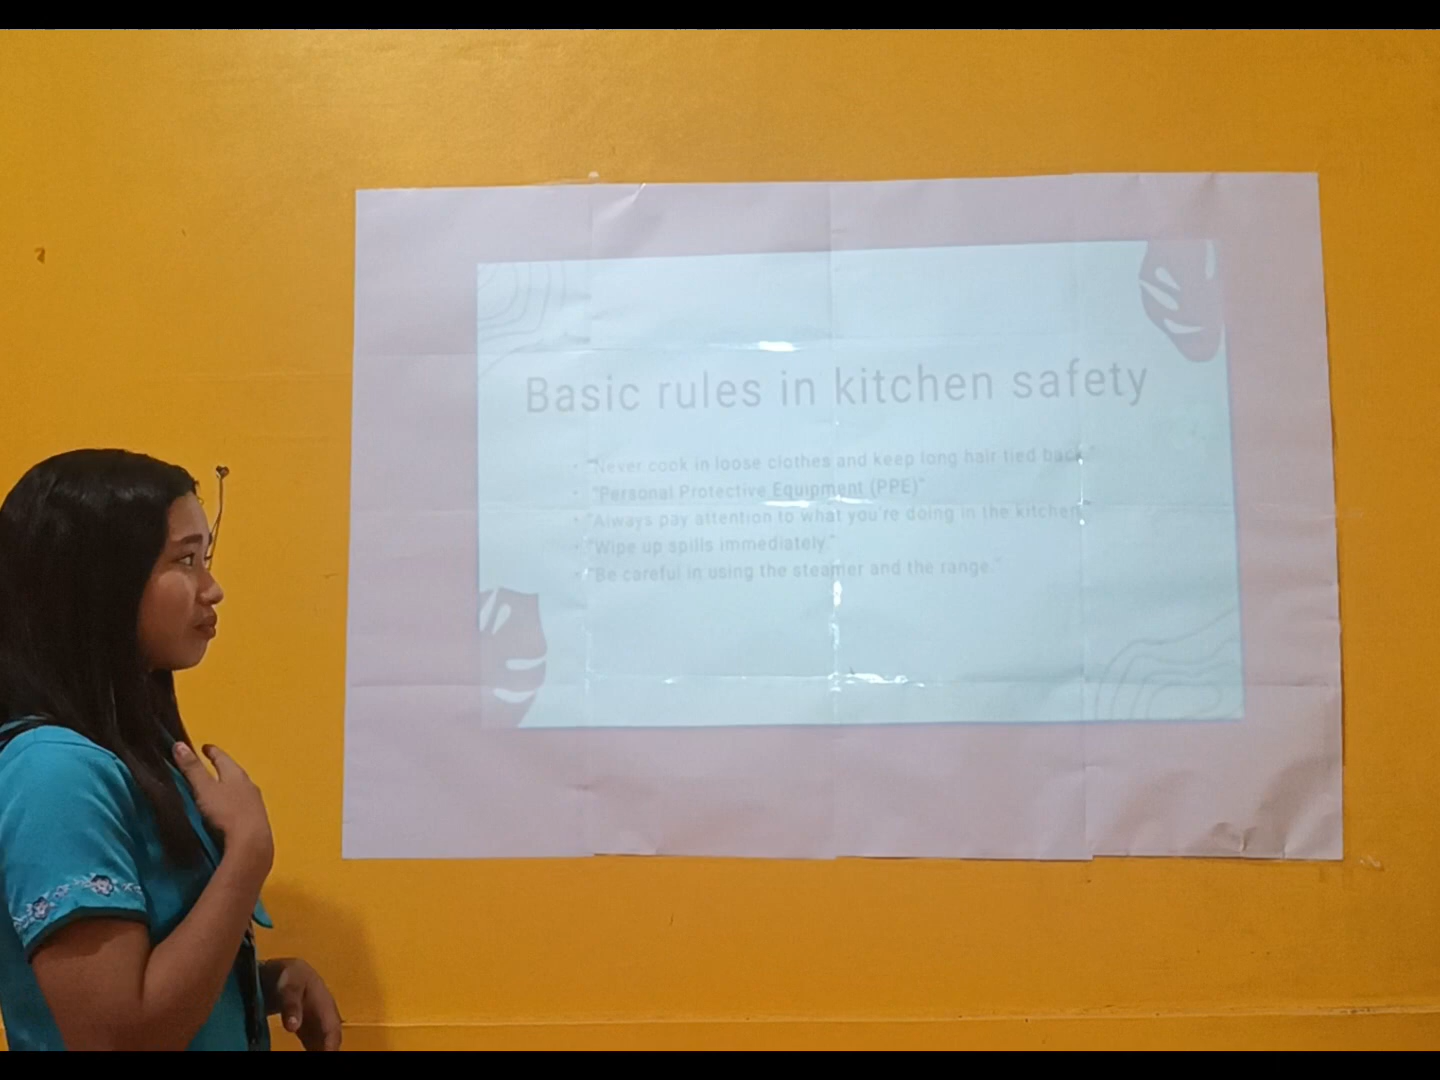 Basic rules in kitchen safety
• "Never cook in loose clothes and keep long hair tied back."
• "Personal Protective Equipment (PPE)"
• "Always pay attention to what you're doing in the kitchen."
• "Wipe up spills immediately."
• "Be careful in using the steamer and the range."